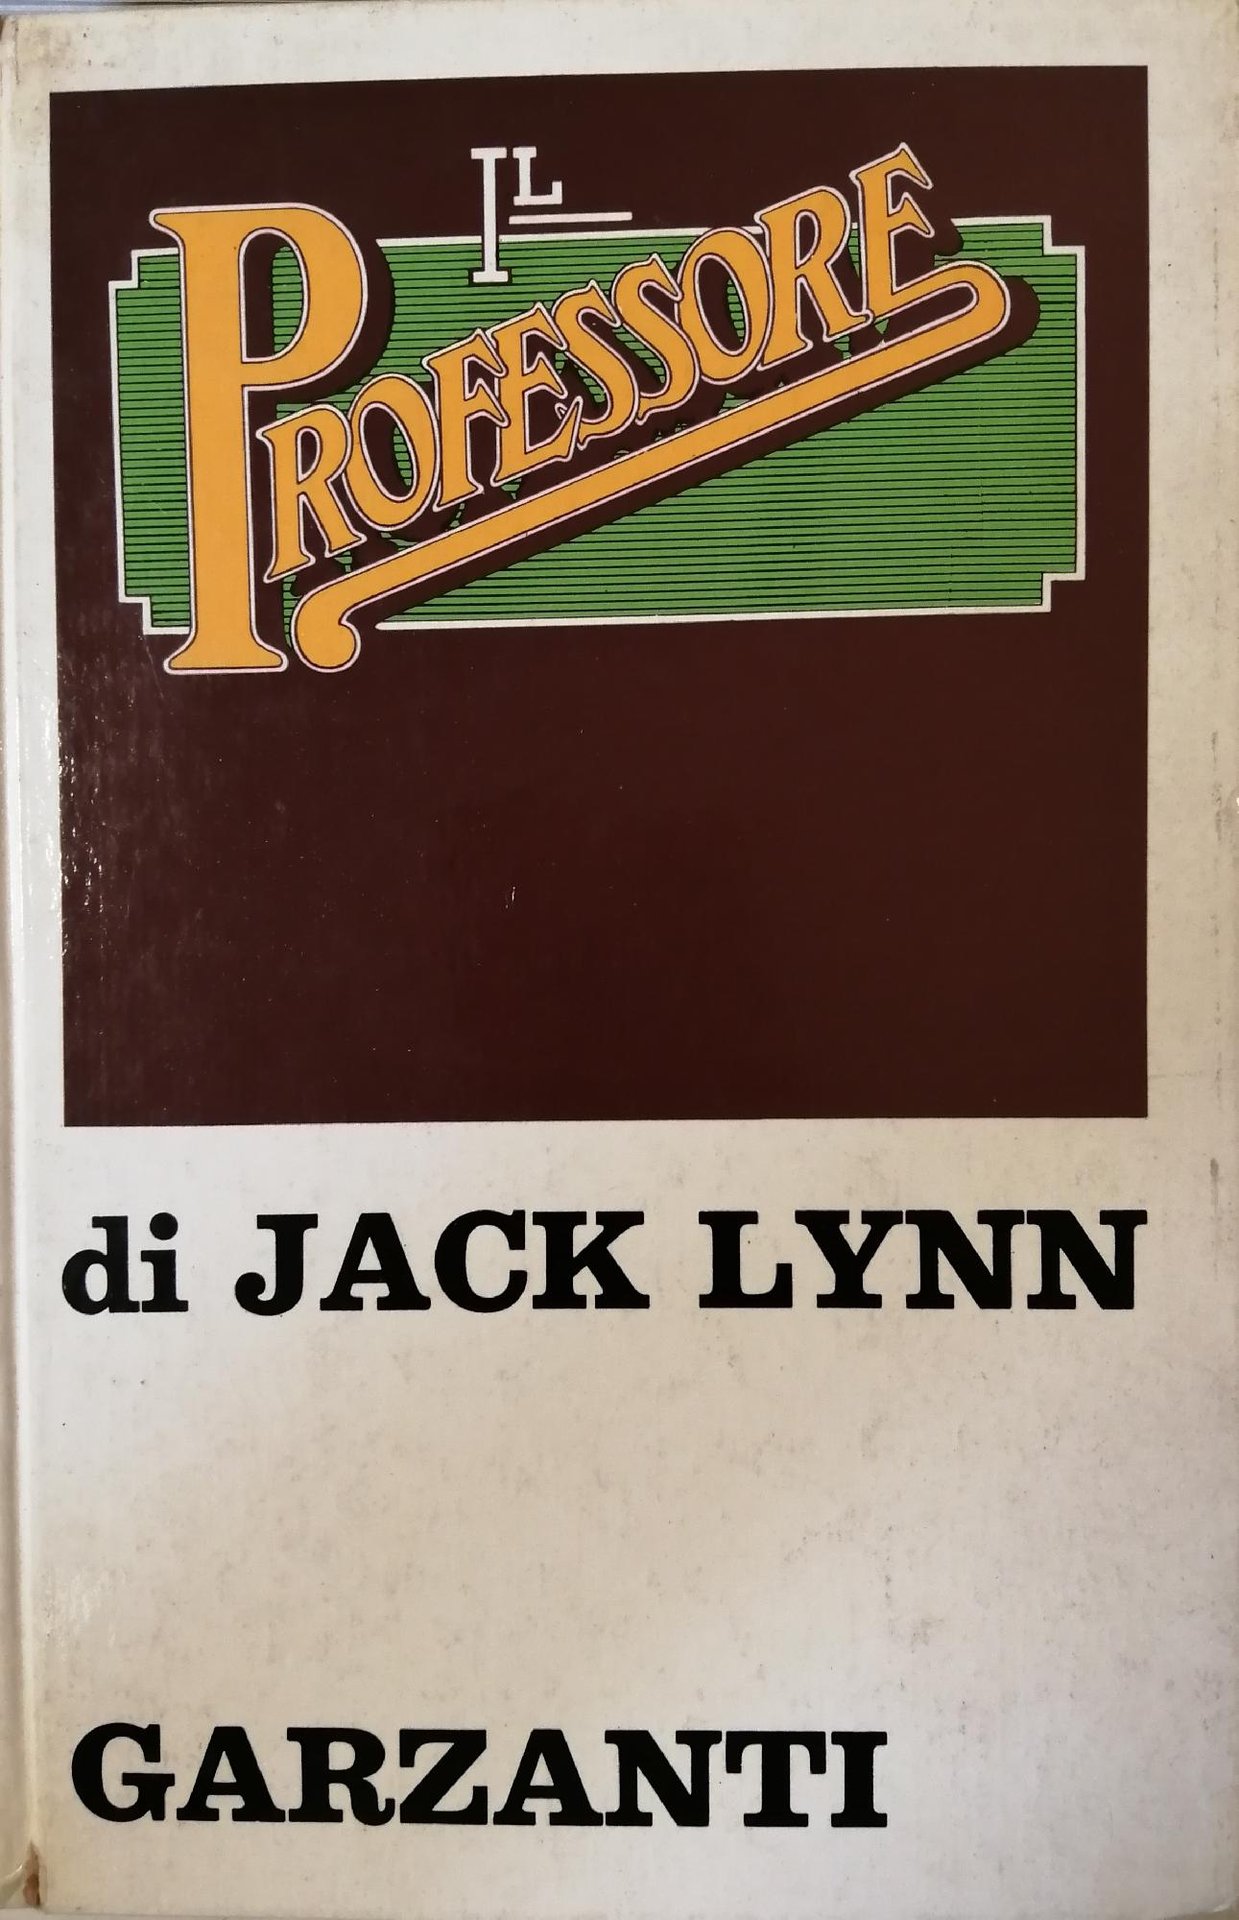 IL
PROFESSORE
di JACK LYNN
GARZANTI